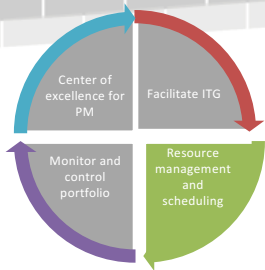 Center of
excellence for
PM
Facilitate ITG
Monitor and
control
portfolio
Resource
management
and
scheduling